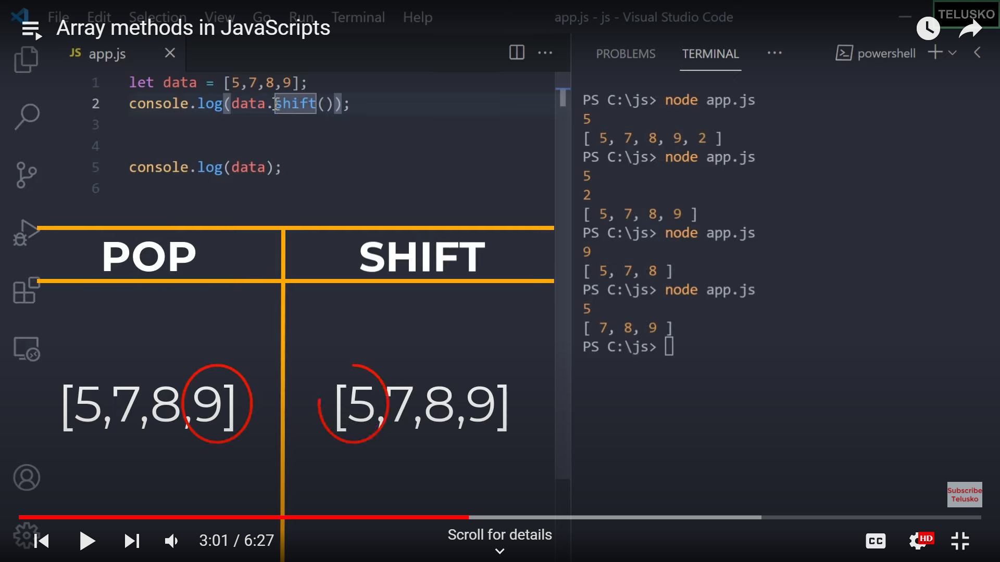 File Edit Selection View Go Run Terminal Help
app.js - js - Visual Studio Code
TELUSKO
Array methods in JavaScripts
JS app.js
PROBLEMS TERMINAL ...
powershell
1 let data = [5,7,8,9];
2 console.log(data.shift());
3
4
5 console.log(data);
6
PS C:\js> node app.js
5
[ 5, 7, 8, 9, 2 ]
PS C:\js> node app.js
5
2
[ 5, 7, 8, 9 ]
PS C:\js> node app.js
9
[ 5, 7, 8 ]
PS C:\js> node app.js
5
[ 7, 8, 9 ]
PS C:\js>
POP SHIFT
[5,7,8,9] [5,7,8,9]
Subscribe
Telusko
3:01 / 6:27
Scroll for details
CC
HD